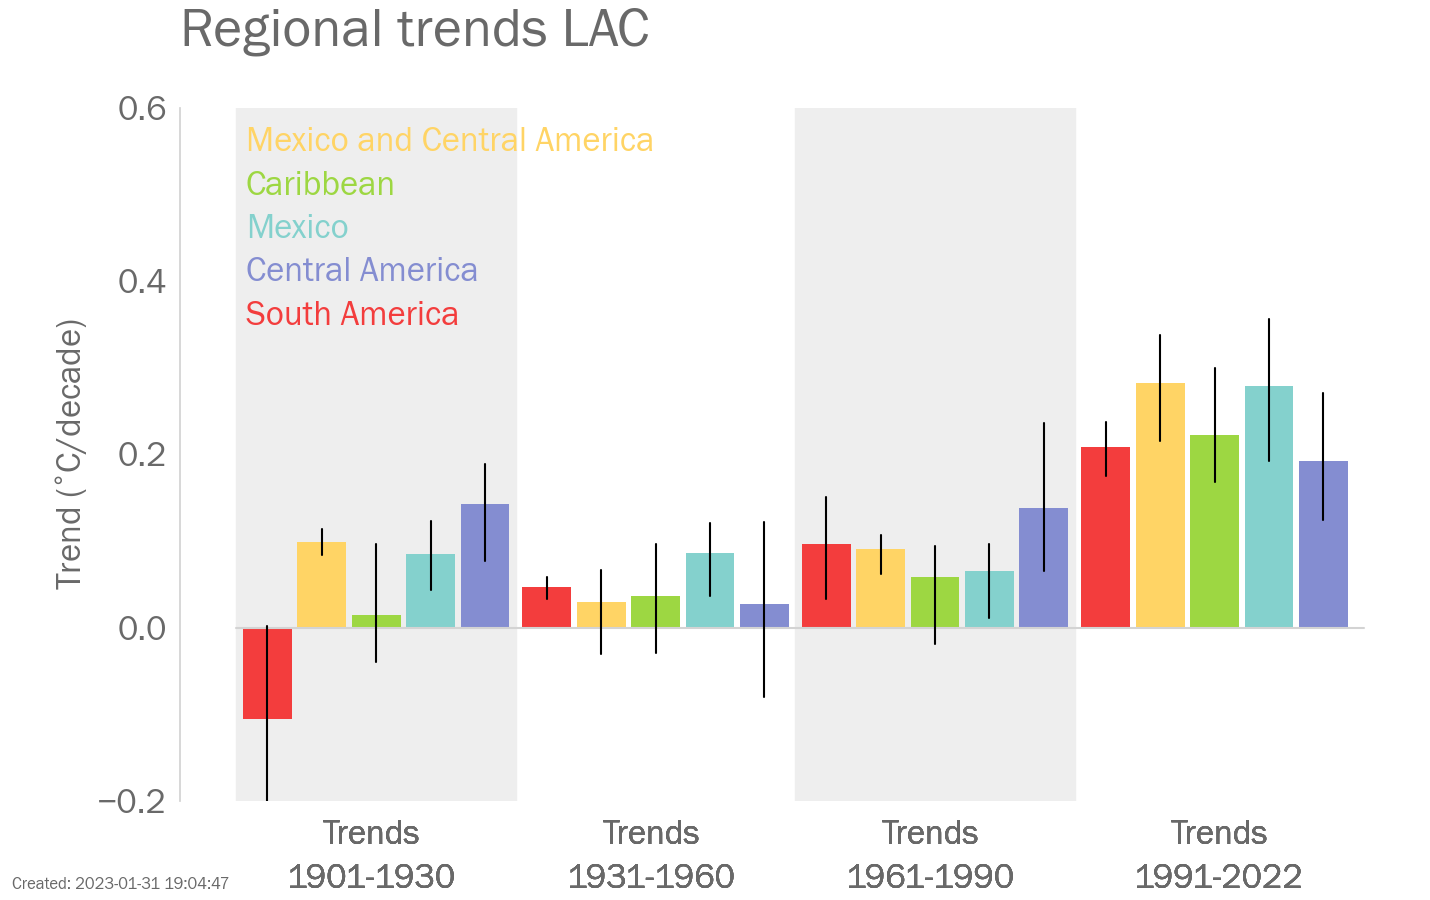 Regional trends LAC
0.6
0.4
0.2
0.0
−0.2
Trend (˚C/decade)
Mexico and Central America
Caribbean
Mexico
Central America
South America
Trends
1901-1930
Trends
1931-1960
Trends
1961-1990
Trends
1991-2022
Created: 2023-01-31 19:04:47